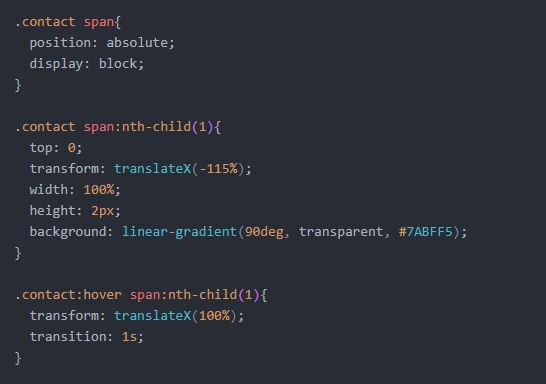 .contact span{
  position: absolute;
  display: block;
}

.contact span:nth-child(1){
  top: 0;
  transform: translateX(-115%);
  width: 100%;
  height: 2px;
  background: linear-gradient(90deg, transparent, #7ABFF5);
}

.contact:hover span:nth-child(1){
  transform: translateX(100%);
  transition: 1s;
}